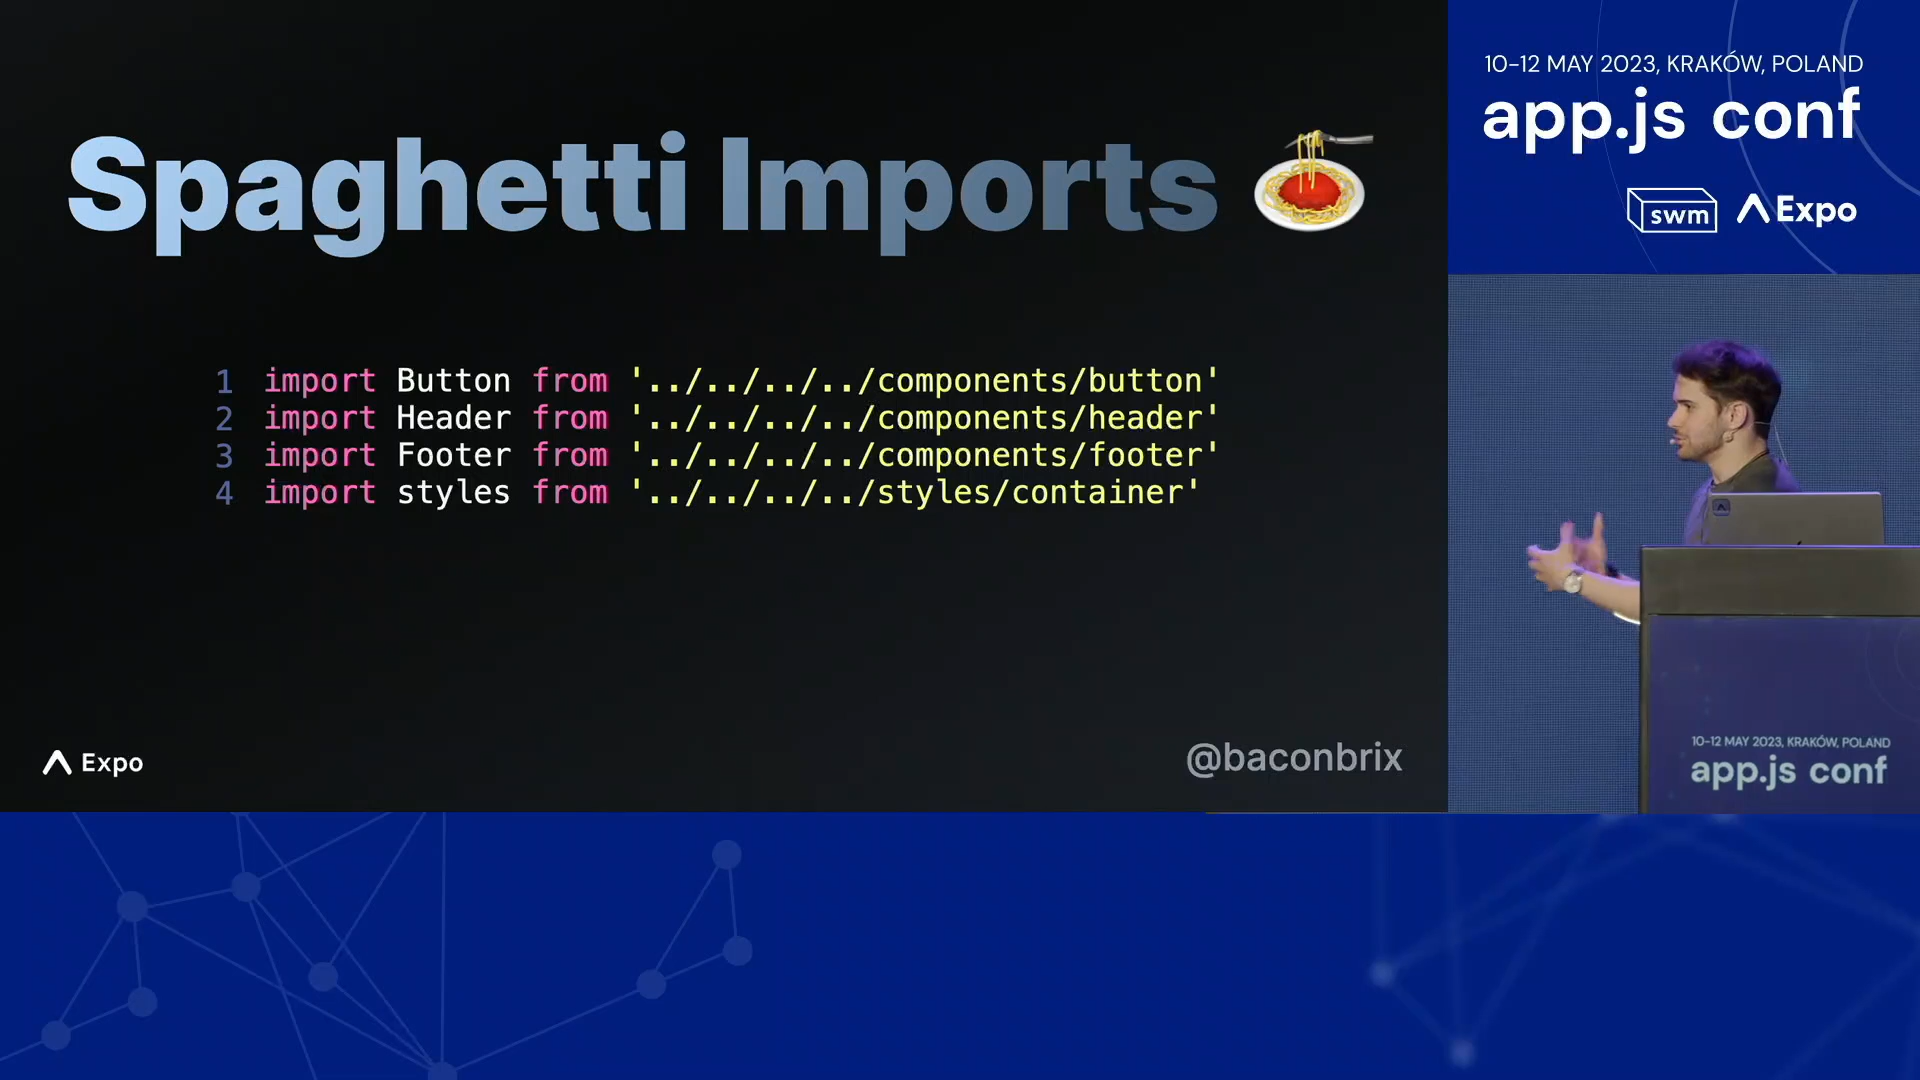 Spaghetti Imports
1 import Button from '../../../../components/button'
2 import Header from '../../../../components/header'
3 import Footer from '../../../../components/footer'
4 import styles from '../../../../styles/container'
Expo
@baconbrix
10-12 MAY 2023, KRAKÓW, POLAND
app.js conf
swm Expo
10-12 MAY 2023, KRAKÓW, POLAND
app.js conf